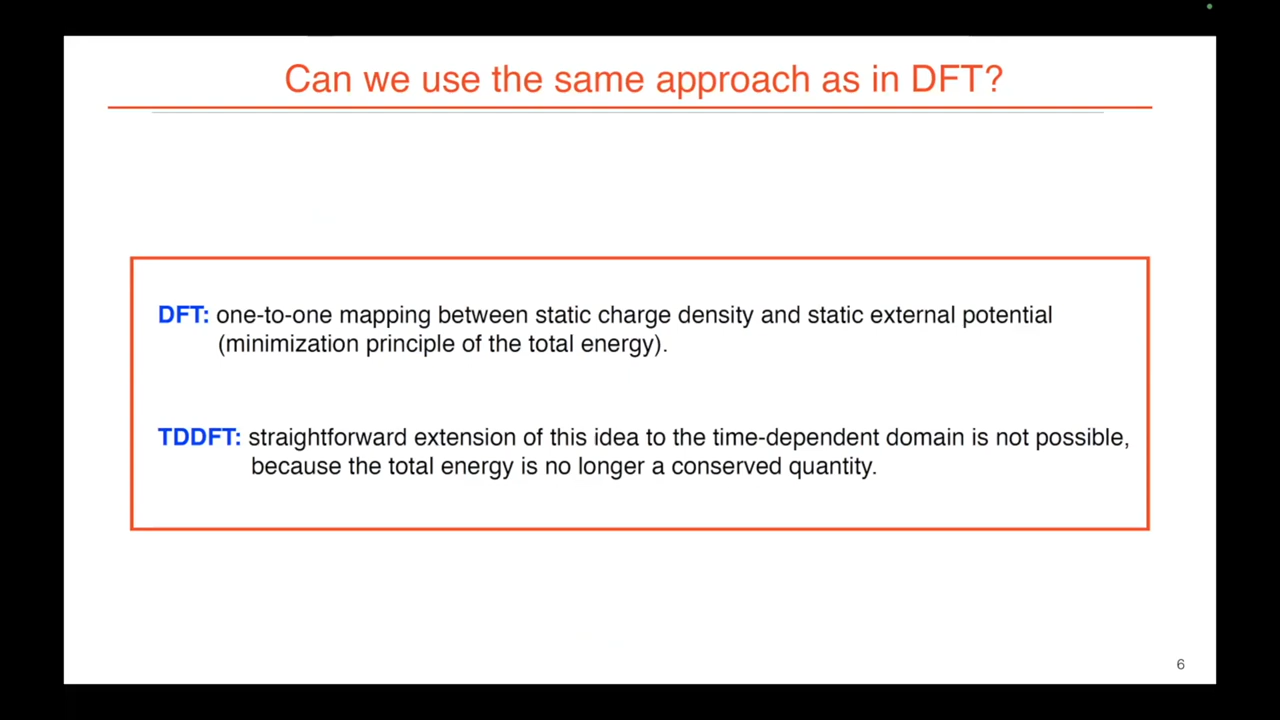 Can we use the same approach as in DFT?
DFT: one-to-one mapping between static charge density and static external potential
(minimization principle of the total energy).
TDDFT: straightforward extension of this idea to the time-dependent domain is not possible,
because the total energy is no longer a conserved quantity.
6